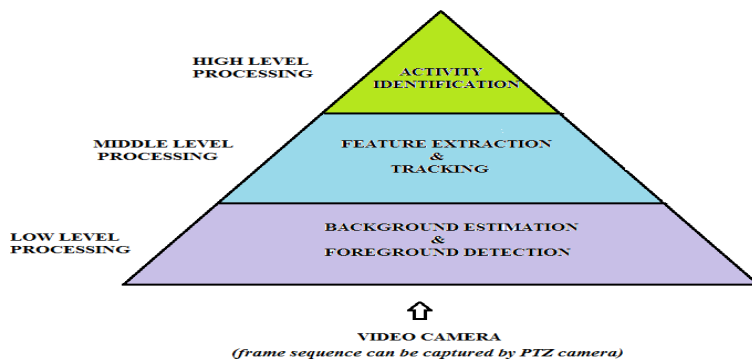 HIGH LEVEL
PROCESSING
ACTIVITY
IDENTIFICATION
MIDDLE LEVEL
PROCESSING
FEATURE EXTRACTION
&
TRACKING
LOW LEVEL
PROCESSING
BACKGROUND ESTIMATION
&
FOREGROUND DETECTION
VIDEO CAMERA
(frame sequence can be captured by PTZ camera)